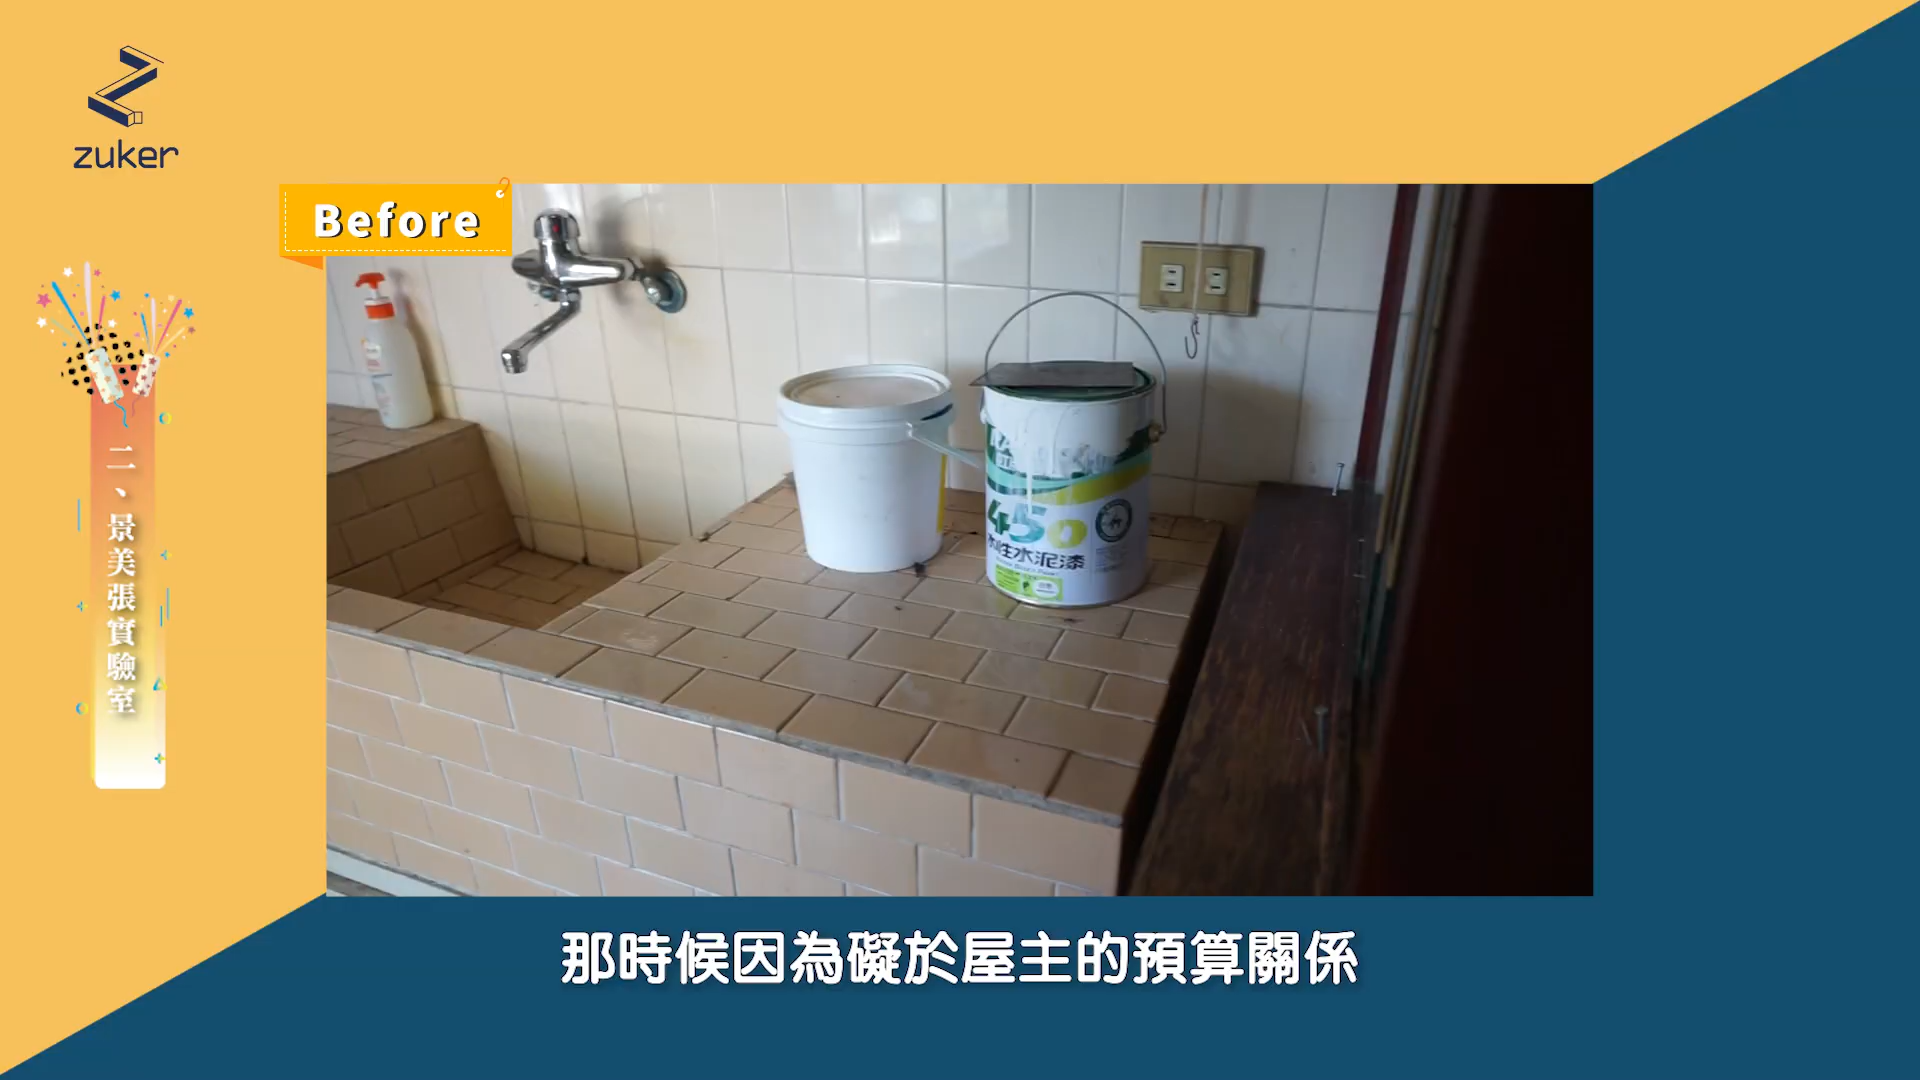 zuker
Before
二、景美張實驗室
450
水性水泥漆
那時候因為礙於屋主的預算關係